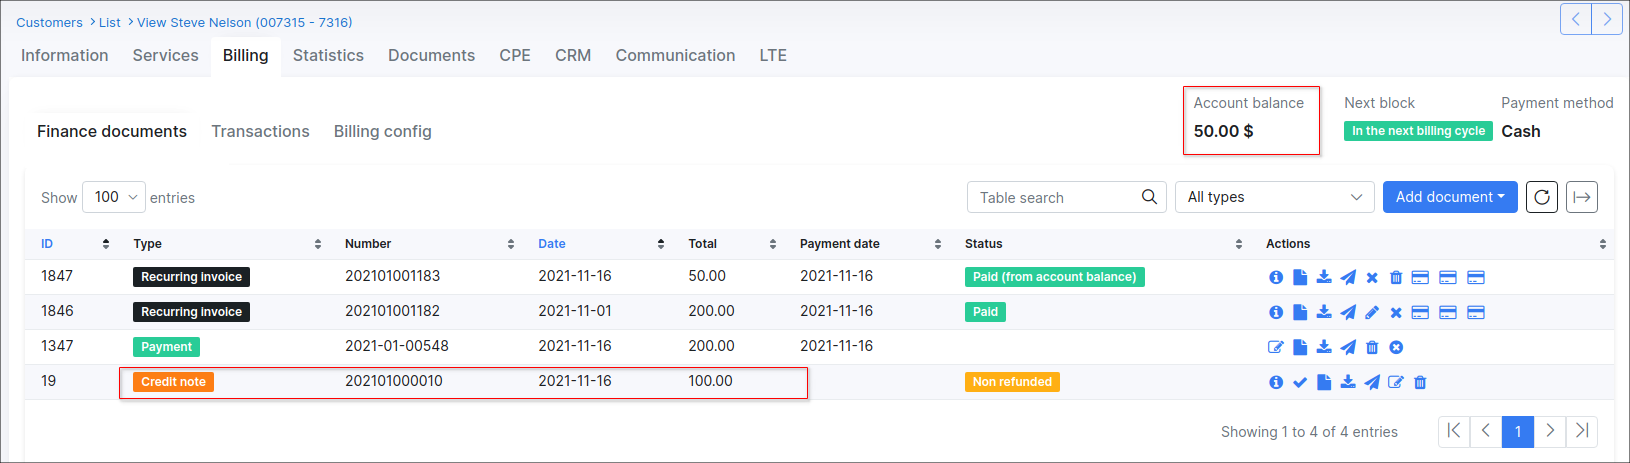 Customers > List > View Steve Nelson (007315 - 7316)
Information Services Billing Statistics Documents CPE CRM Communication LTE
Account balance Next block Payment method
50.00 $ In the next billing cycle Cash
Finance documents Transactions Billing config
Show 100 entries Table search All types Add document
ID Type Number Date Total Payment date Status Actions
1847 Recurring invoice 202101001183 2021-11-16 50.00 2021-11-16 Paid (from account balance)
1846 Recurring invoice 202101001182 2021-11-01 200.00 2021-11-16 Paid
1347 Payment 2021-01-00548 2021-11-16 200.00 2021-11-16
19 Credit note 202101000010 2021-11-16 100.00 Non refunded
Showing 1 to 4 of 4 entries 1